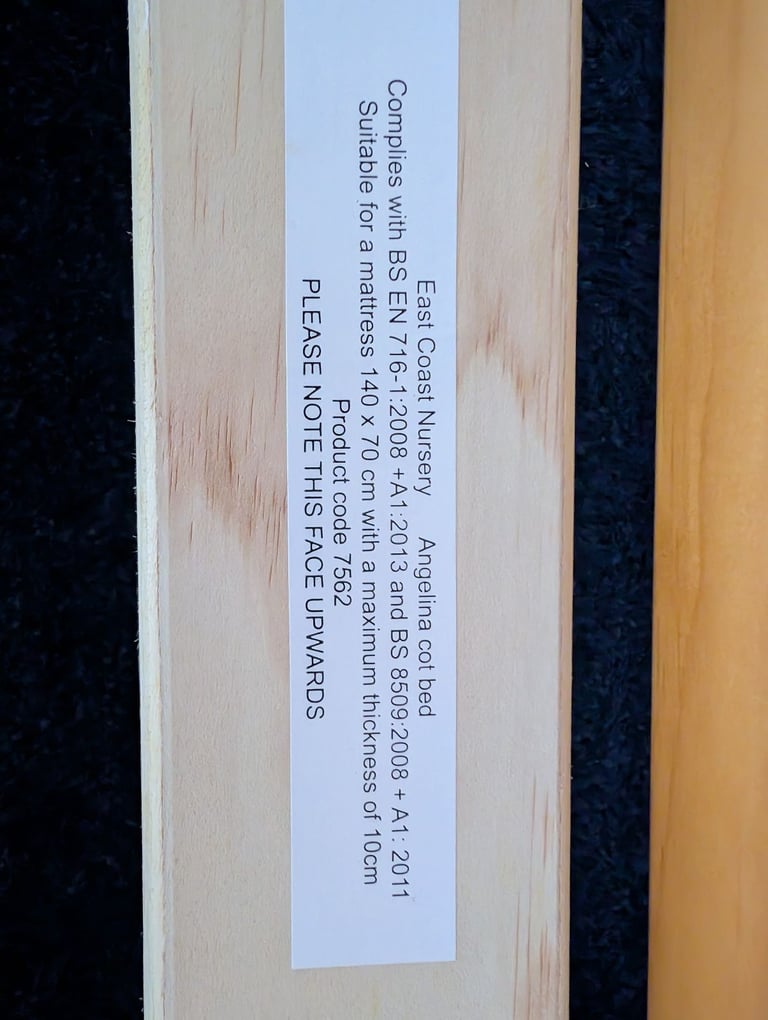 East Coast Nursery Angelina cot bed
Complies with BS EN 716-1:2008 +A1:2013 and BS 8509:2008 + A1: 2011
Suitable for a mattress 140 x 70 cm with a maximum thickness of 10cm
Product code 7562
PLEASE NOTE THIS FACE UPWARDS